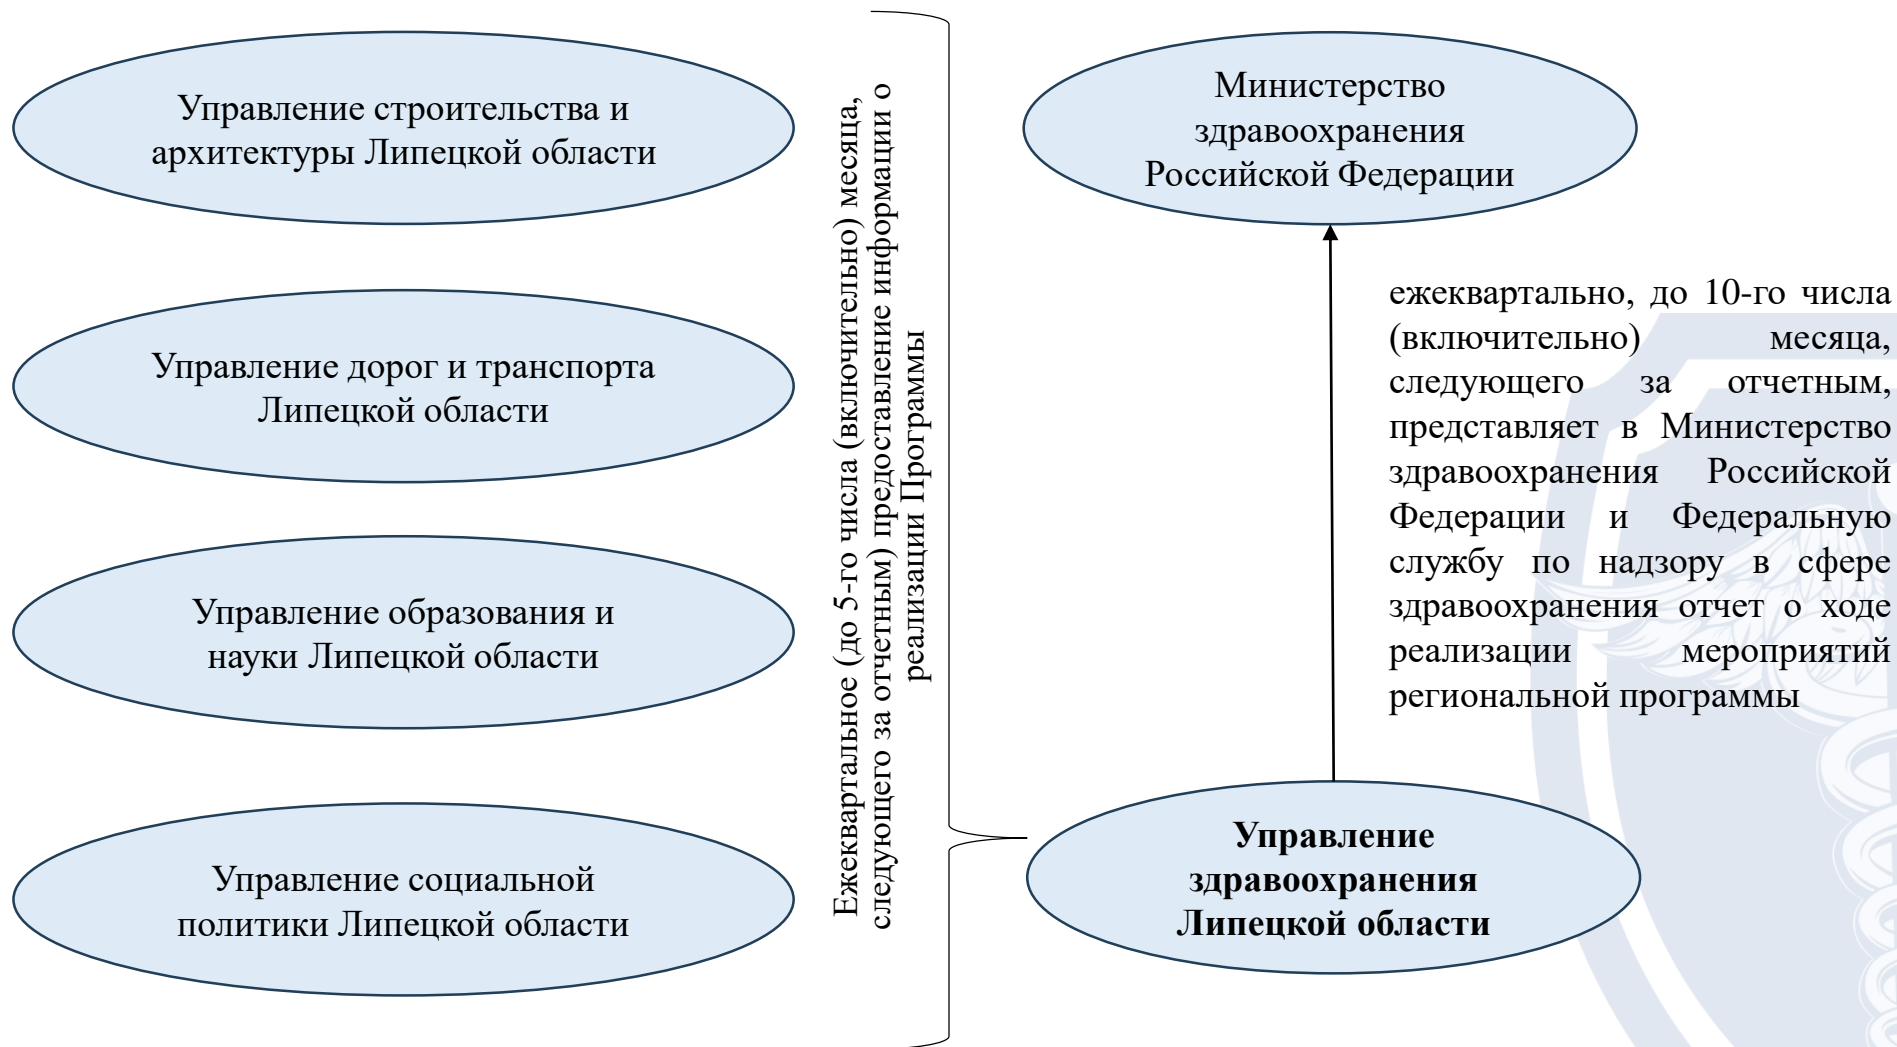 Управление строительства и
архитектуры Липецкой области
Управление дорог и транспорта
Липецкой области
Управление образования и
науки Липецкой области
Управление социальной
политики Липецкой области
Ежеквартальное (до 5-го числа (включительно) месяца,
следующего за отчетным) предоставление информации о
реализации Программы
Министерство
здравоохранения
Российской Федерации
ежеквартально, до 10-го числа
(включительно) месяца,
следующего за отчетным,
представляет в Министерство
здравоохранения Российской
Федерации и Федеральную
службу по надзору в сфере
здравоохранения отчет о ходе
реализации мероприятий
региональной программы
Управление
здравоохранения
Липецкой области